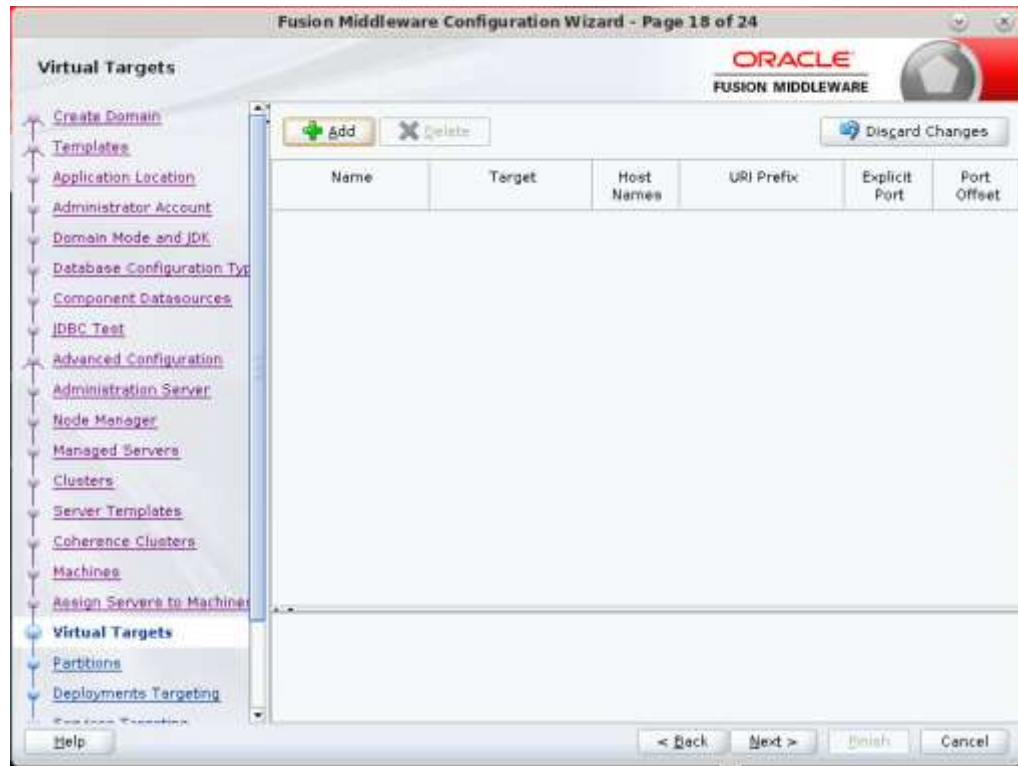 Fusion Middleware Configuration Wizard - Page 18 of 24
Virtual Targets
ORACLE
FUSION MIDDLEWARE
Create Domain
Templates
Application Location
Administrator Account
Domain Mode and JDK
Database Configuration Typ
Component Datasources
JDBC Test
Advanced Configuration
Administration Server
Node Manager
Managed Servers
Clusters
Server Templates
Coherence Clusters
Machines
Assign Servers to Machines
Virtual Targets
Partitions
Deployments Targeting
Add
Delete
Discard Changes
Name
Target
Host Names
URI Prefix
Explicit Port
Port Offset
Help
< Back
Next >
Finish
Cancel